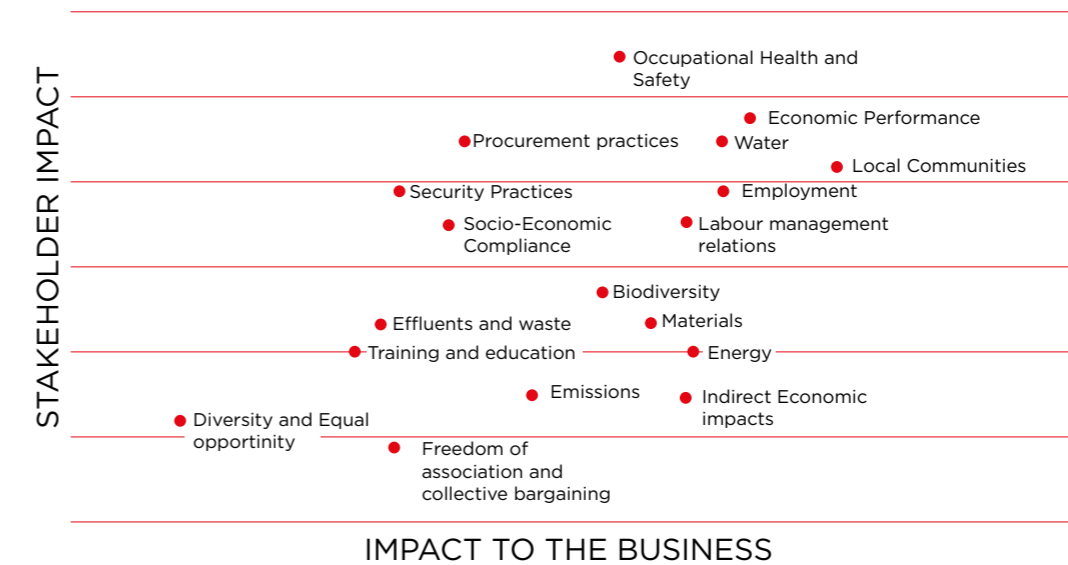 STAKEHOLDER IMPACT
Occupational Health and
Safety
Economic Performance
Procurement practices
Water
Local Communities
Security Practices
Employment
Socio-Economic
Compliance
Labour management
relations
Biodiversity
Effluents and waste
Materials
Training and education
Energy
Emissions
Indirect Economic
impacts
Diversity and Equal
opportinity
Freedom of
association and
collective bargaining
IMPACT TO THE BUSINESS